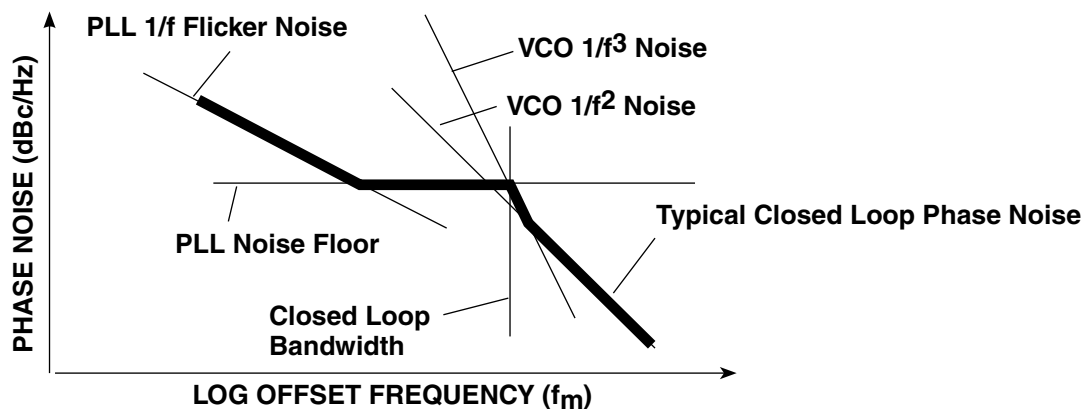 PLL 1/f Flicker Noise
VCO 1/f³ Noise
VCO 1/f² Noise
PHASE NOISE (dBc/Hz)
Typical Closed Loop Phase Noise
PLL Noise Floor
Closed Loop
Bandwidth
LOG OFFSET FREQUENCY (fm)